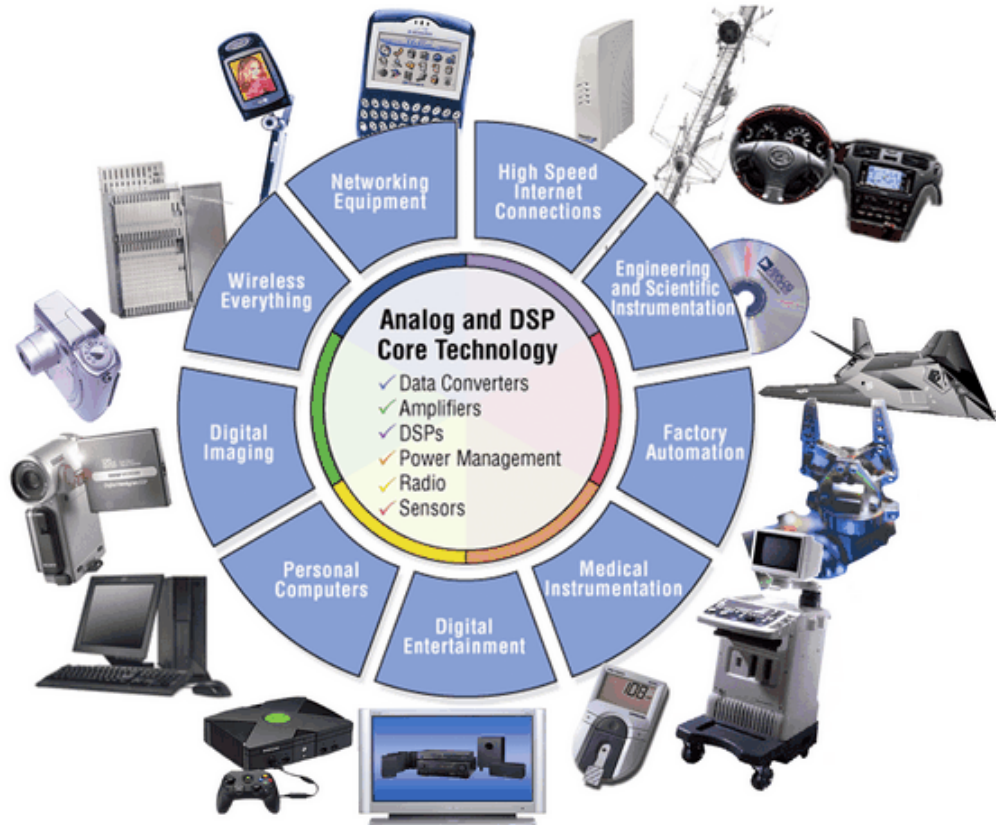 Networking
Equipment
High Speed
Internet
Connections
Wireless
Everything
Engineering
and Scientific
Instrumentation
Analog and DSP
Core Technology
Data Converters
Amplifiers
DSPs
Power Management
Radio
Sensors
Digital
Imaging
Factory
Automation
Personal
Computers
Medical
Instrumentation
Digital
Entertainment
108